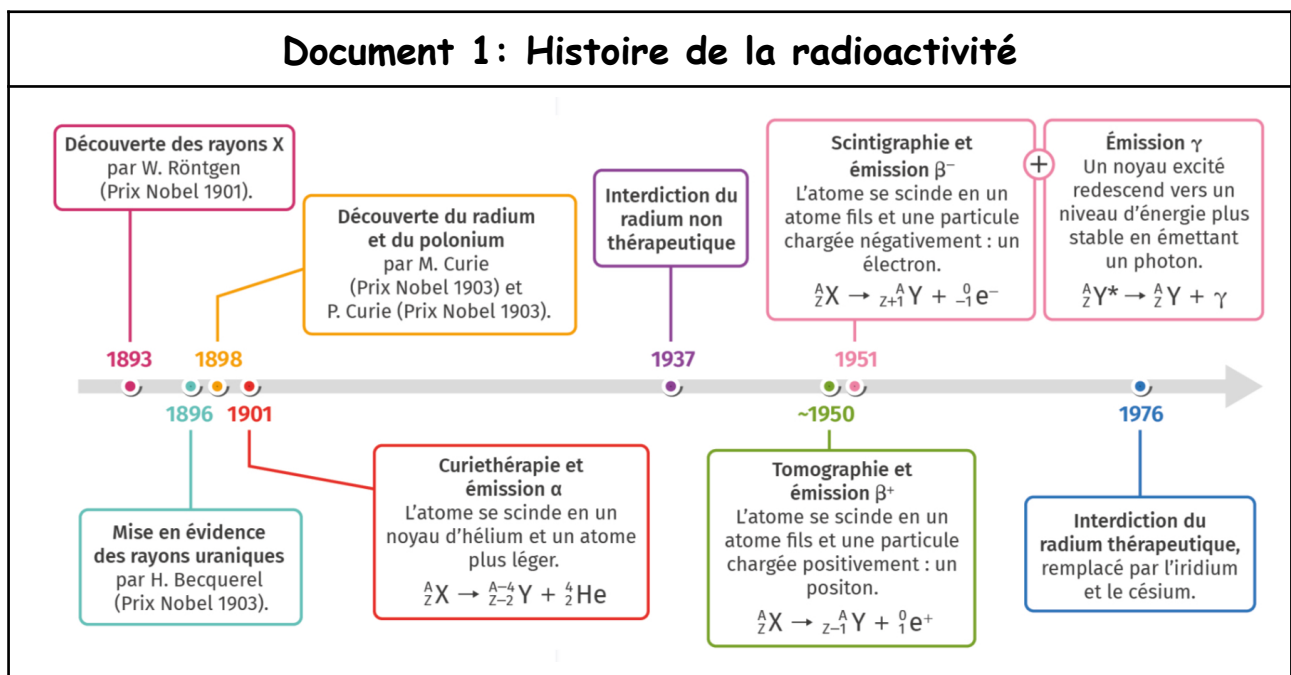 Document 1: Histoire de la radioactivité
Découverte des rayons X
par W. Röntgen
(Prix Nobel 1901).
Découverte du radium
et du polonium
par M. Curie
(Prix Nobel 1903) et
P. Curie (Prix Nobel 1903).
Interdiction du
radium non
thérapeutique
Scintigraphie et
émission β⁻
L'atome se scinde en un
atome fils et une particule
chargée négativement : un
électron.
ᴬ_Z X → ᴬ_Z+1 Y + ⁰_−1 e⁻
+
Émission γ
Un noyau excité
redescend vers un
niveau d'énergie plus
stable en émettant
un photon.
ᴬ_Z Y* → ᴬ_Z Y + γ
1893
1898
1937
1951
1896
1901
~1950
1976
Mise en évidence
des rayons uraniques
par H. Becquerel
(Prix Nobel 1903).
Curiethérapie et
émission α
L'atome se scinde en un
noyau d'hélium et un atome
plus léger.
ᴬ_Z X → ᴬ⁻⁴_Z−2 Y + ⁴_2 He
Tomographie et
émission β⁺
L'atome se scinde en un
atome fils et une particule
chargée positivement : un
positon.
ᴬ_Z X → ᴬ_Z−1 Y + ⁰_1 e⁺
Interdiction du
radium thérapeutique,
remplacé par l'iridium
et le césium.